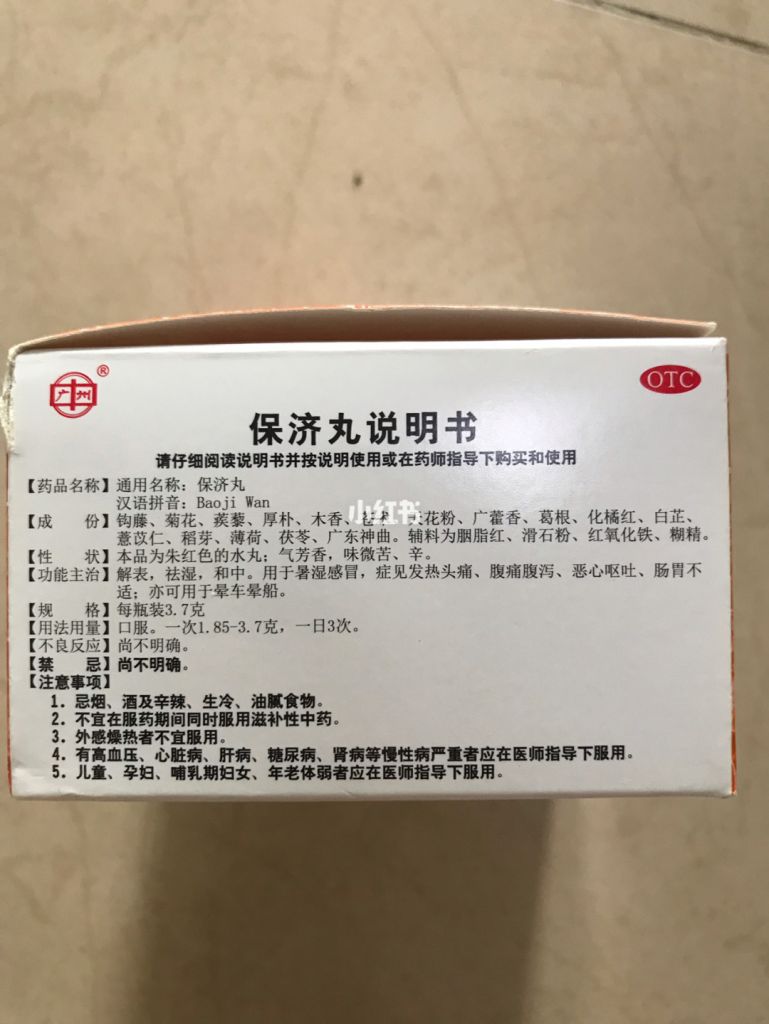 广州®
OTC
保济丸说明书
请仔细阅读说明书并按说明使用或在药师指导下购买和使用
【药品名称】通用名称：保济丸
汉语拼音：Baoji Wan
小红书
【成 份】钩藤、菊花、蒺藜、厚朴、木香、苍术、天花粉、广藿香、葛根、化橘红、白芷、
薏苡仁、稻芽、薄荷、茯苓、广东神曲。辅料为胭脂红、滑石粉、红氧化铁、糊精。
【性 状】本品为朱红色的水丸；气芳香，味微苦、辛。
【功能主治】解表，祛湿，和中。用于暑湿感冒，症见发热头痛、腹痛腹泻、恶心呕吐、肠胃不
适；亦可用于晕车晕船。
【规 格】每瓶装3.7克
【用法用量】口服。一次1.85-3.7克，一日3次。
【不良反应】尚不明确。
【禁 忌】尚不明确。
【注意事项】
1．忌烟、酒及辛辣、生冷、油腻食物。
2．不宜在服药期间同时服用滋补性中药。
3．外感燥热者不宜服用。
4．有高血压、心脏病、肝病、糖尿病、肾病等慢性病严重者应在医师指导下服用。
5．儿童、孕妇、哺乳期妇女、年老体弱者应在医师指导下服用。